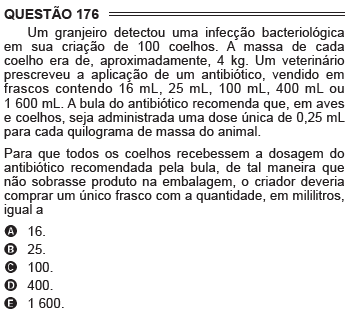 QUESTÃO 176
Um granjeiro detectou uma infecção bacteriológica
em sua criação de 100 coelhos. A massa de cada
coelho era de, aproximadamente, 4 kg. Um veterinário
prescreveu a aplicação de um antibiótico, vendido em
frascos contendo 16 mL, 25 mL, 100 mL, 400 mL ou
1 600 mL. A bula do antibiótico recomenda que, em aves
e coelhos, seja administrada uma dose única de 0,25 mL
para cada quilograma de massa do animal.
Para que todos os coelhos recebessem a dosagem do
antibiótico recomendada pela bula, de tal maneira que
não sobrasse produto na embalagem, o criador deveria
comprar um único frasco com a quantidade, em mililitros,
igual a
A 16.
B 25.
C 100.
D 400.
E 1 600.